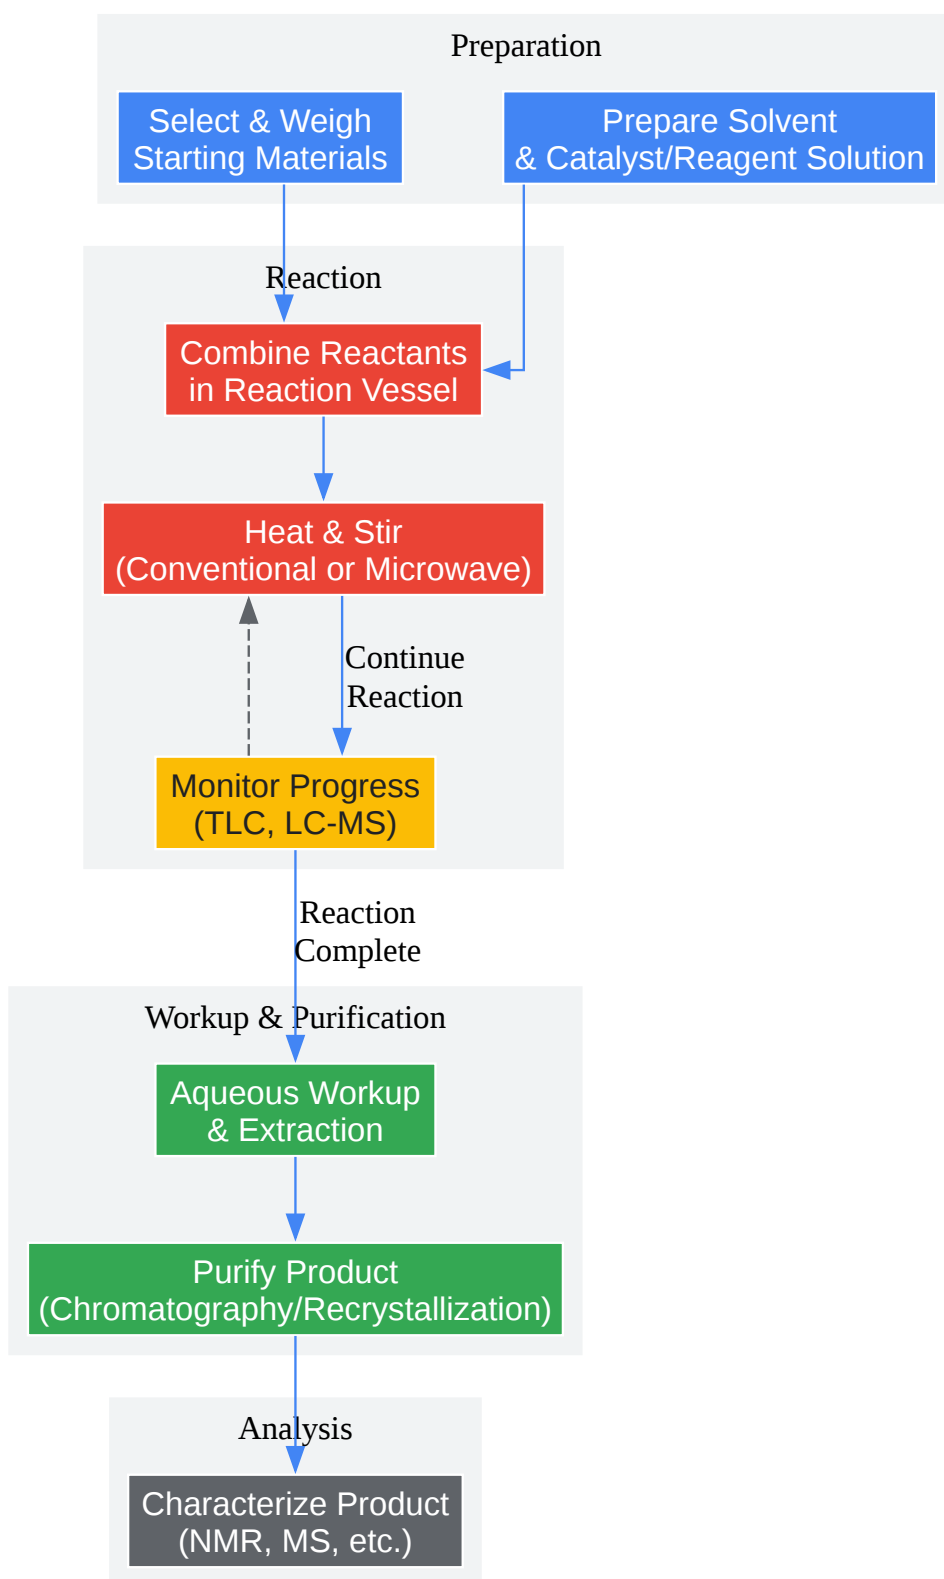 Preparation
Select & Weigh
Starting Materials
Prepare Solvent
& Catalyst/Reagent Solution
Reaction
Combine Reactants
in Reaction Vessel
Heat & Stir
(Conventional or Microwave)
Continue
Reaction
Monitor Progress
(TLC, LC-MS)
Reaction
Complete
Workup & Purification
Aqueous Workup
& Extraction
Purify Product
(Chromatography/Recrystallization)
Analysis
Characterize Product
(NMR, MS, etc.)